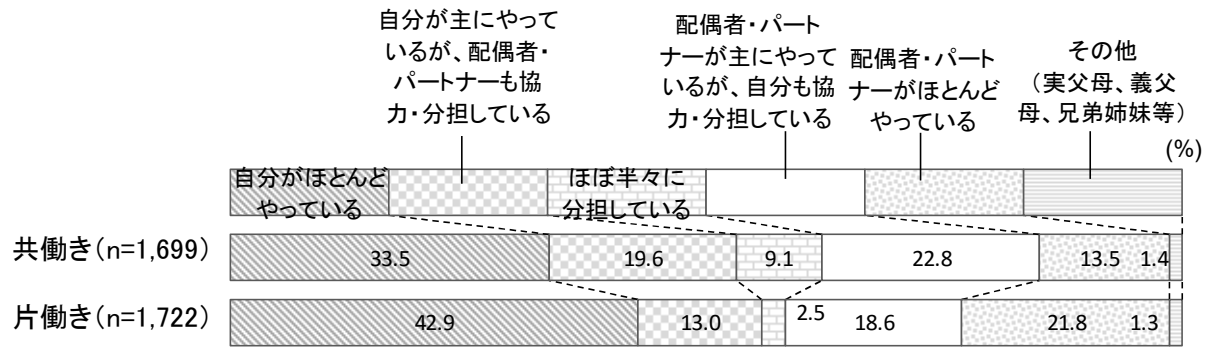 自分が主にやって
いるが、配偶者・
パートナーも協
力・分担している
配偶者・パート
ナーが主にやって
いるが、自分も協
力・分担している
配偶者・パート
ナーがほとんど
やっている
その他
（実父母、義父
母、兄弟姉妹等）
(%)
自分がほとんど
やっている
ほぼ半々に
分担している
共働き（n=1,699） 33.5 19.6 9.1 22.8 13.5 1.4
片働き（n=1,722） 42.9 13.0 2.5 18.6 21.8 1.3